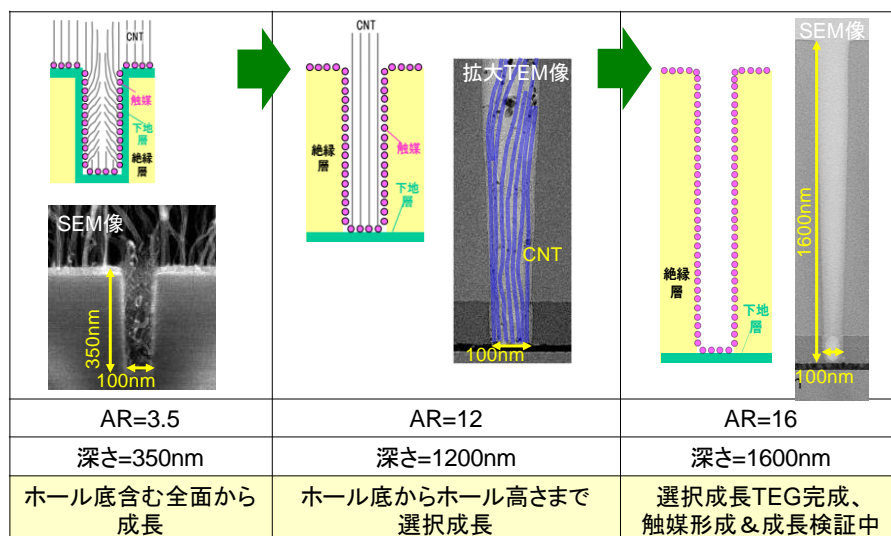 CNT
触媒
下地
層
絶縁
層
SEM像
350nm
100nm
CNT
絶縁
層
触媒
下地
層
拡大TEM像
CNT
100nm
絶縁
層
下地
層
SEM像
1600nm
100nm
AR=3.5
AR=12
AR=16
深さ=350nm
深さ=1200nm
深さ=1600nm
ホール底含む全面から
成長
ホール底からホール高さまで
選択成長
選択成長TEG完成、
触媒形成＆成長検証中